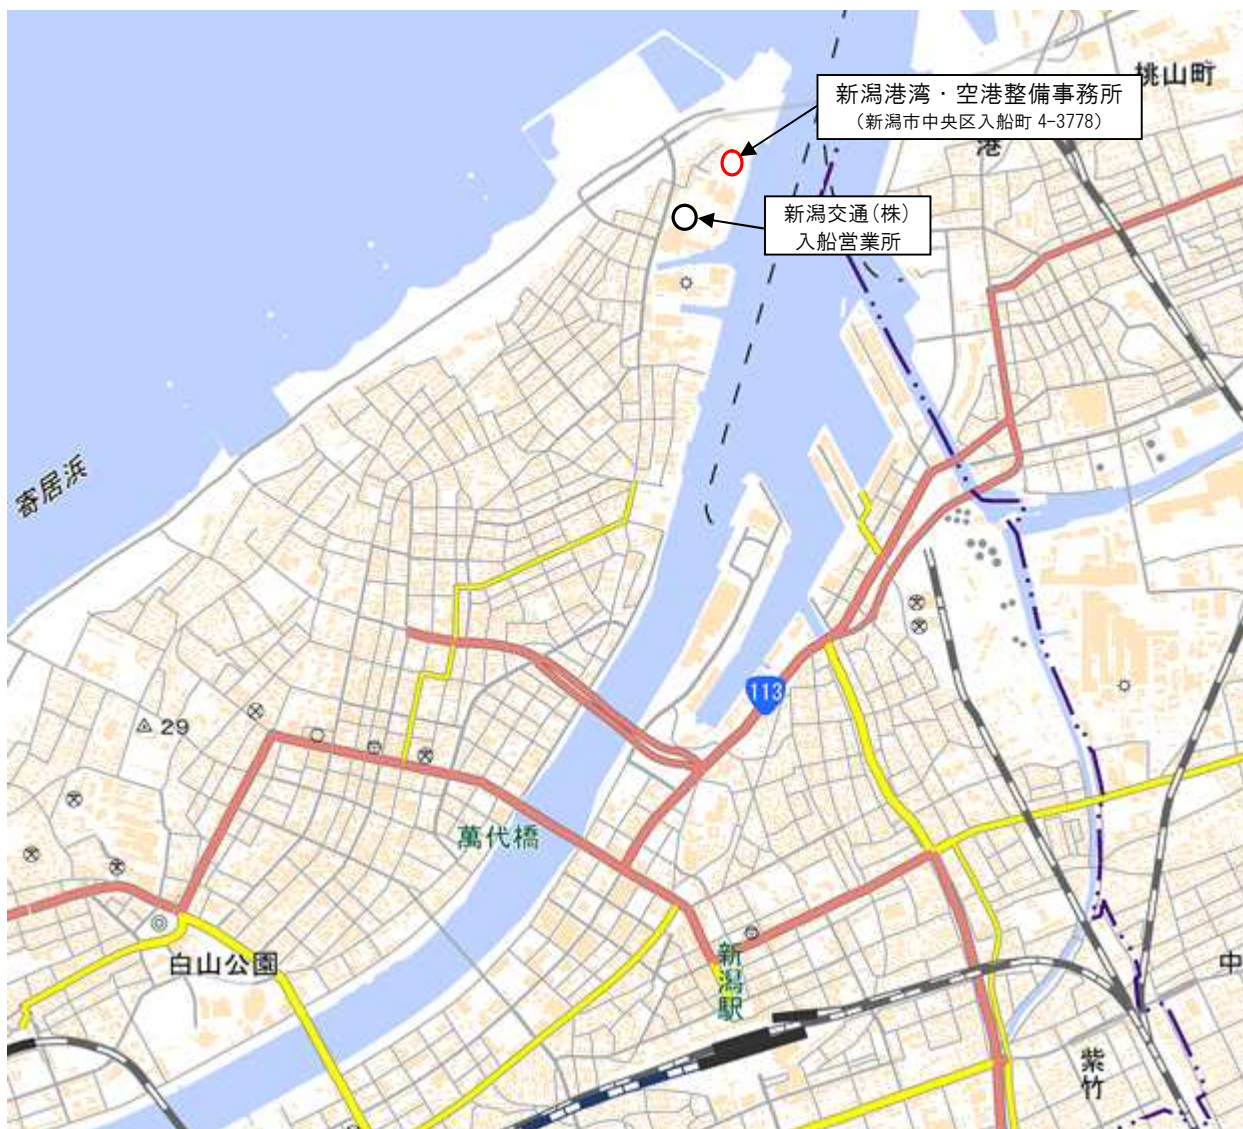 桃山町
新潟港湾・空港整備事務所
（新潟市中央区入船町 4-3778）
港
新潟交通(株)
入船営業所
寄居浜
113
29
萬代橋
白山公園
新潟駅
中
紫竹